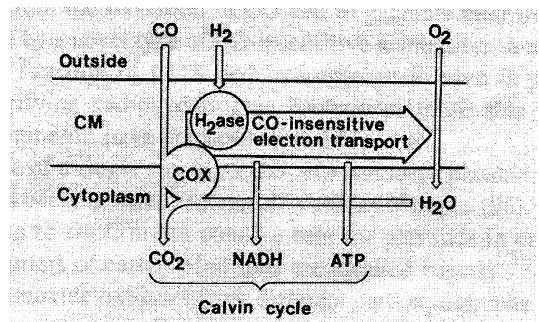 CO H₂ O₂
Outside
CM
H₂ase
CO-insensitive
electron transport
COX
Cytoplasm
H₂O
CO₂ NADH ATP
Calvin cycle